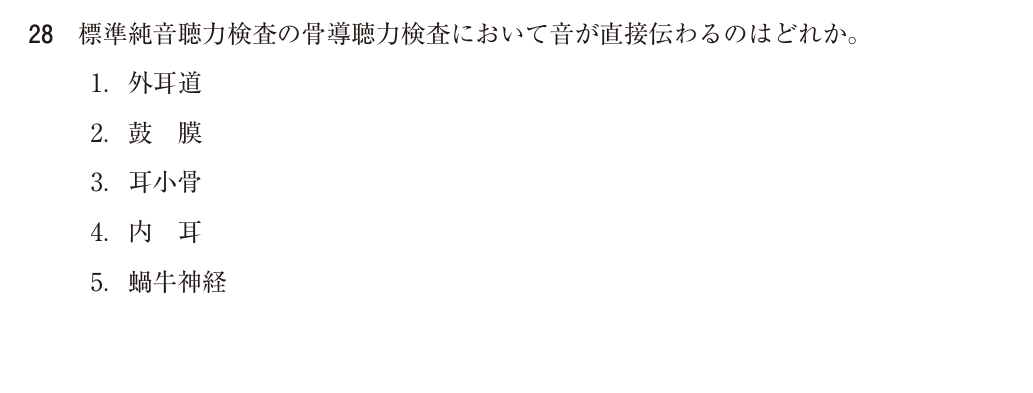 28 標準純音聴力検査の骨導聴力検査において音が直接伝わるのはどれか。
1. 外耳道
2. 鼓　膜
3. 耳小骨
4. 内　耳
5. 蝸牛神経